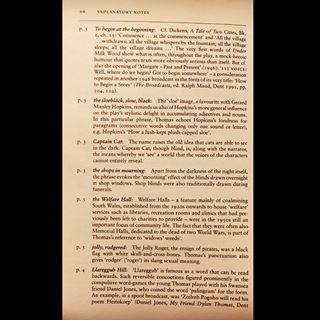 66 EXPLANATORY NOTES
p. 3 To begin at the beginning: Cf. Dickens, A Tale of Two Cities, Bk.
1, ch. 15: 'Commence ... at the commencement' and 'All the village
... withdraws; all the village whispers by the fountain; all the village
sleeps; all the village dreams ...' The very first words of Under
Milk Wood show what is often, throughout the play, a mock-heroic
humour that quotes texts more obviously serious than itself. But cf.
also the opening of 'Margate – Past and Present' (1946): '1ST VOICE:
Well, where do we begin? Got to begin somewhere' – a consideration
repeated in another 1946 broadcast in the form of its very title: 'How
to Begin a Story' (The Broadcasts, ed. Ralph Maud, Dent 1991, pp.
104, 122).
p. 3 the sloeblack, slow, black: The 'sloe' image, a favourite with Gerard
Manley Hopkins, reminds us also of Hopkins's more general influence
on the play's stylistic delight in accumulating adjectives and nouns.
In this particular phrase, Thomas echoes Hopkins's fondness for
paragrams (consecutive words changing only one sound or letter),
e.g. Hopkins's 'How a lush-kept plush-capped sloe'.
p. 3 Captain Cat: The name raises the old idea that cats are able to see
in the dark. Captain Cat, though blind, is, along with the narrator,
the means whereby we 'see' a world that the voices of the characters
cannot entirely reveal.
p. 3 the shops in mourning: Apart from the darkness of the night itself,
the phrase evokes the 'mourning' effect of the blinds drawn overnight
in shop windows. Shop blinds were also traditionally drawn during
funerals.
p. 3 the Welfare Hall: Welfare Halls – a feature mainly of coalmining
South Wales, established from the 1920s onwards to house 'welfare'
services such as libraries, recreation rooms and clinics that had pre-
viously been left to charities to provide – were in the 1950s still an
important focus of community life. The fact that they were often also
Memorial Halls, dedicated to the dead of two World Wars, is part of
Thomas's reference to 'widows' weeds'.
p. 3 jolly, rodgered: The Jolly Roger, the ensign of pirates, was a black
flag with white skull-and-cross-bones. Thomas's punctuation also
gives 'rodger' ('roger') its slang sexual meaning.
p. 4 Llareggub Hill: 'Llareggub' is famous as a word that can be read
backwards. Such reversible concoctions figured prominently in the
compulsive word-games the young Thomas played with his Swansea
friend Daniel Jones, who coined the word 'palingram' for the form.
An example, in a spoof broadcast, was 'Zoilreb Pogoho will read his
poem Fleiznigro' (Daniel Jones, My Friend Dylan Thomas, Dent